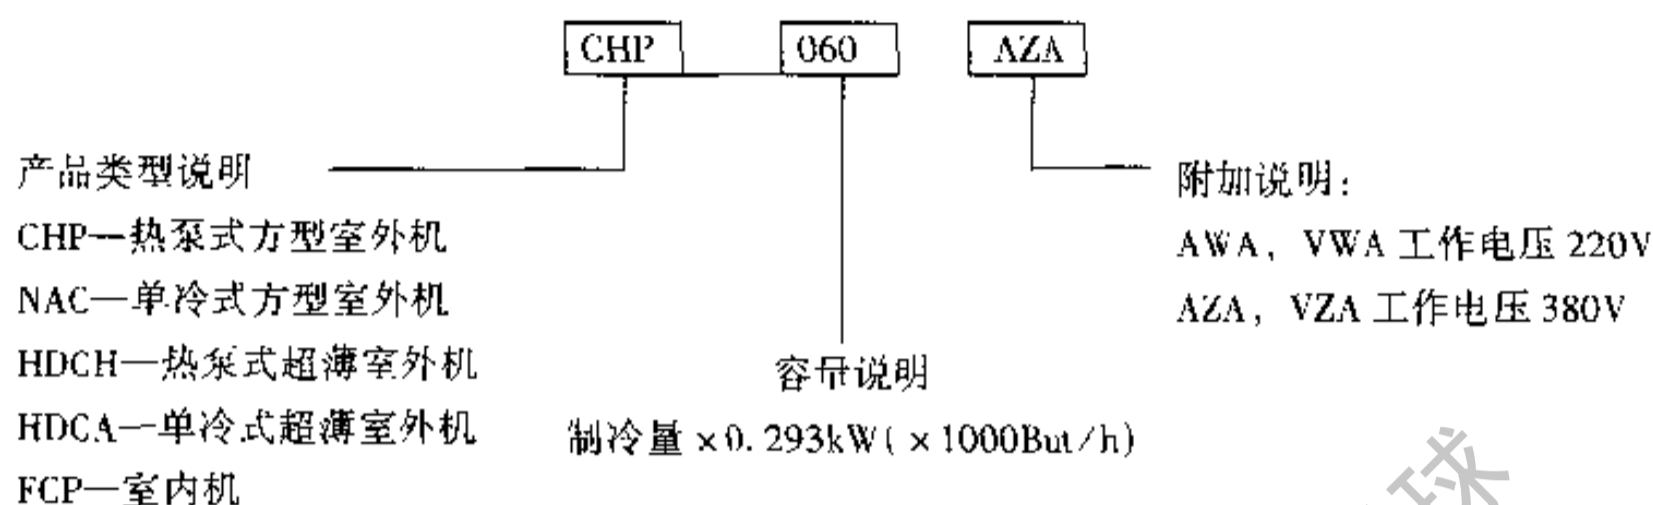 CHP 060 AZA
产品类型说明
CHP—热泵式方型室外机
NAC—单冷式方型室外机
HDCH—热泵式超薄室外机
HDCA—单冷式超薄室外机
FCP—室内机
容量说明
制冷量×0.293kW(×1000But/h)
附加说明:
AWA, VWA 工作电压 220V
AZA, VZA 工作电压 380V
球